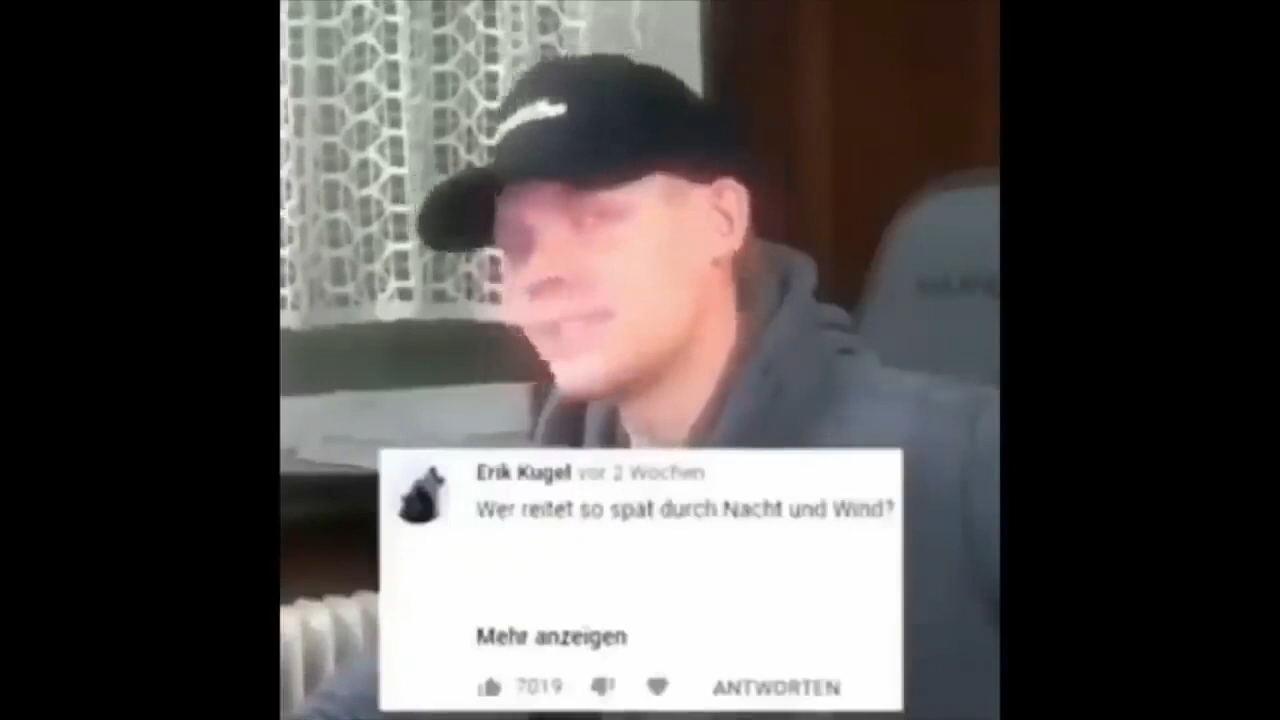 Erik Kugel vor 2 Wochen
Wer reitet so spät durch Nacht und Wind?
Mehr anzeigen
7019
ANTWORTEN